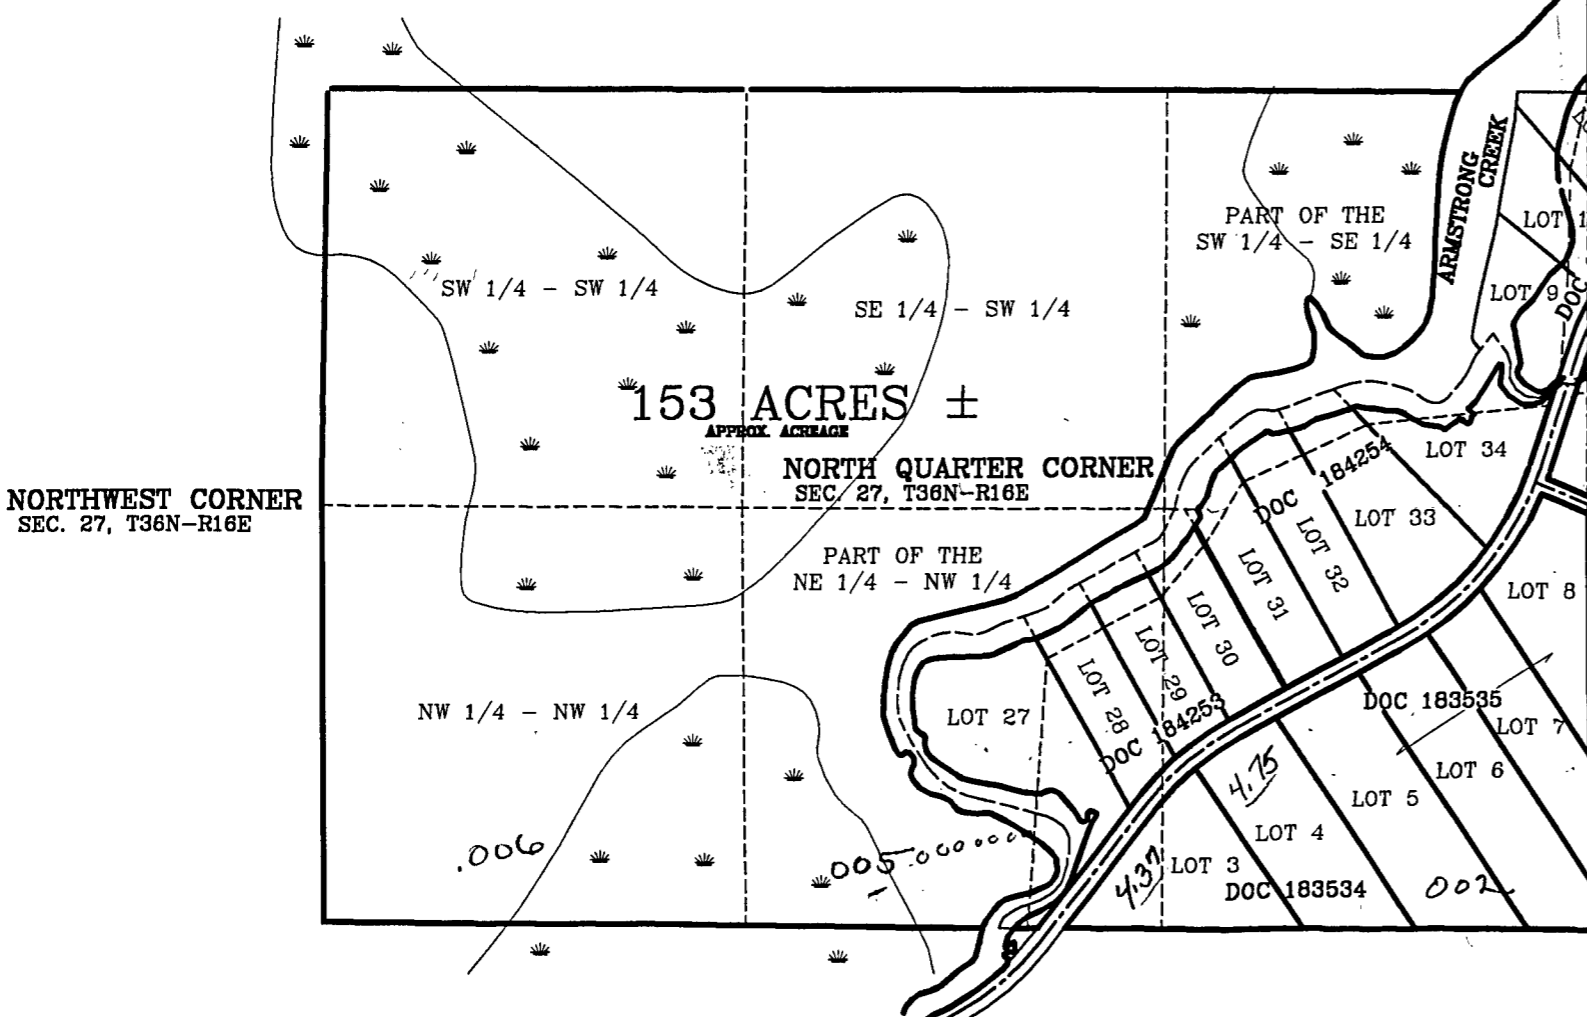 ARMSTRONG
CREEK
PART OF THE
SW 1/4 - SE 1/4
LOT 1
LOT 9
DOC
SW 1/4 - SW 1/4
SE 1/4 - SW 1/4
153 ACRES ±
APPROX. ACREAGE
NORTH QUARTER CORNER
SEC. 27, T36N-R16E
NORTHWEST CORNER
SEC. 27, T36N-R16E
LOT 34
DOC 184254
LOT 33
LOT 32
LOT 31
LOT 30
LOT 29
LOT 28
DOC 184253
LOT 27
PART OF THE
NE 1/4 - NW 1/4
NW 1/4 - NW 1/4
LOT 8
DOC 183535
LOT 7
LOT 6
LOT 5
4.75
LOT 4
LOT 3
4.37
DOC 183534
002
.006
005